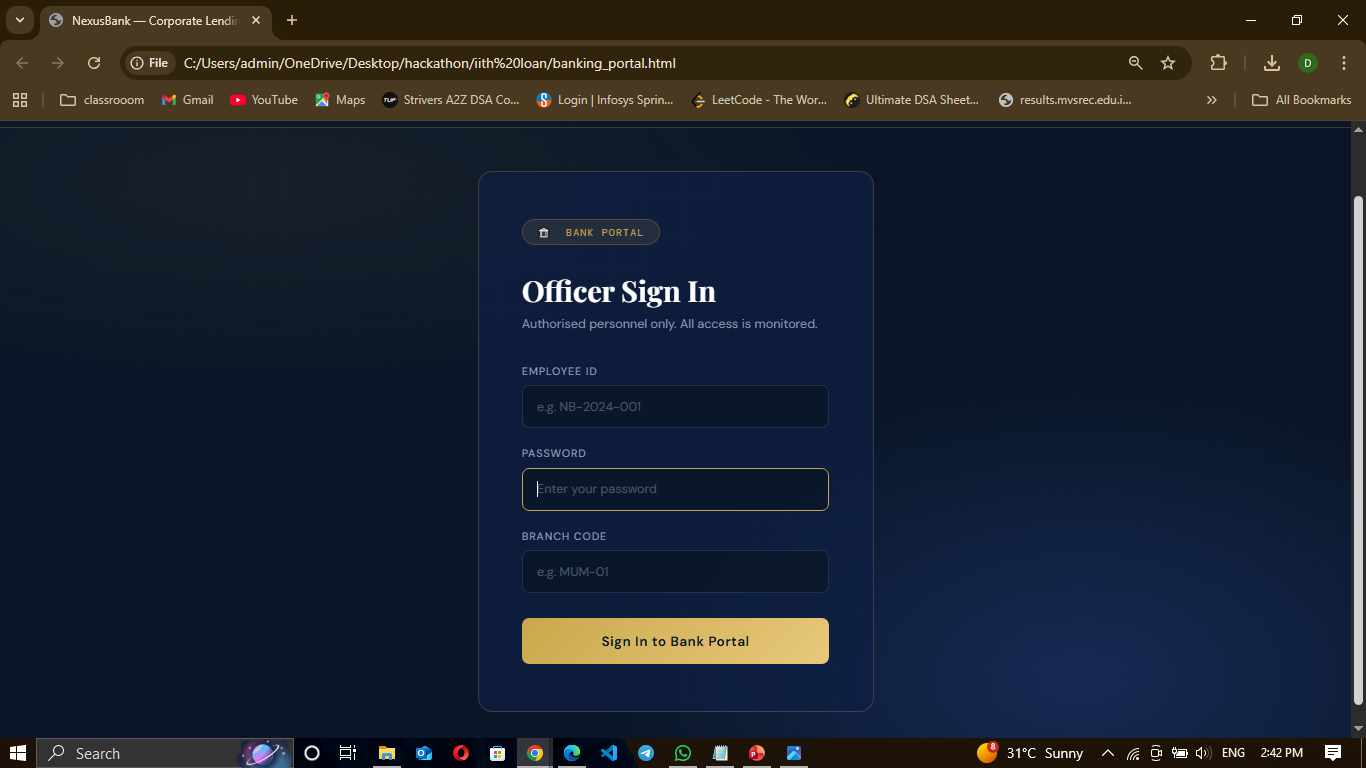 NexusBank — Corporate Lendin
File
C:/Users/admin/OneDrive/Desktop/hackathon/iith%20loan/banking_portal.html
D
classrooom
Gmail
YouTube
Maps
Strivers A2Z DSA Co...
Login | Infosys Sprin...
LeetCode - The Wor...
Ultimate DSA Sheet...
results.mvsrec.edu.i...
All Bookmarks
BANK PORTAL
Officer Sign In
Authorised personnel only. All access is monitored.
EMPLOYEE ID
e.g. NB-2024-001
PASSWORD
Enter your password
BRANCH CODE
e.g. MUM-01
Sign In to Bank Portal
Search
8
31°C Sunny
ENG
2:42 PM